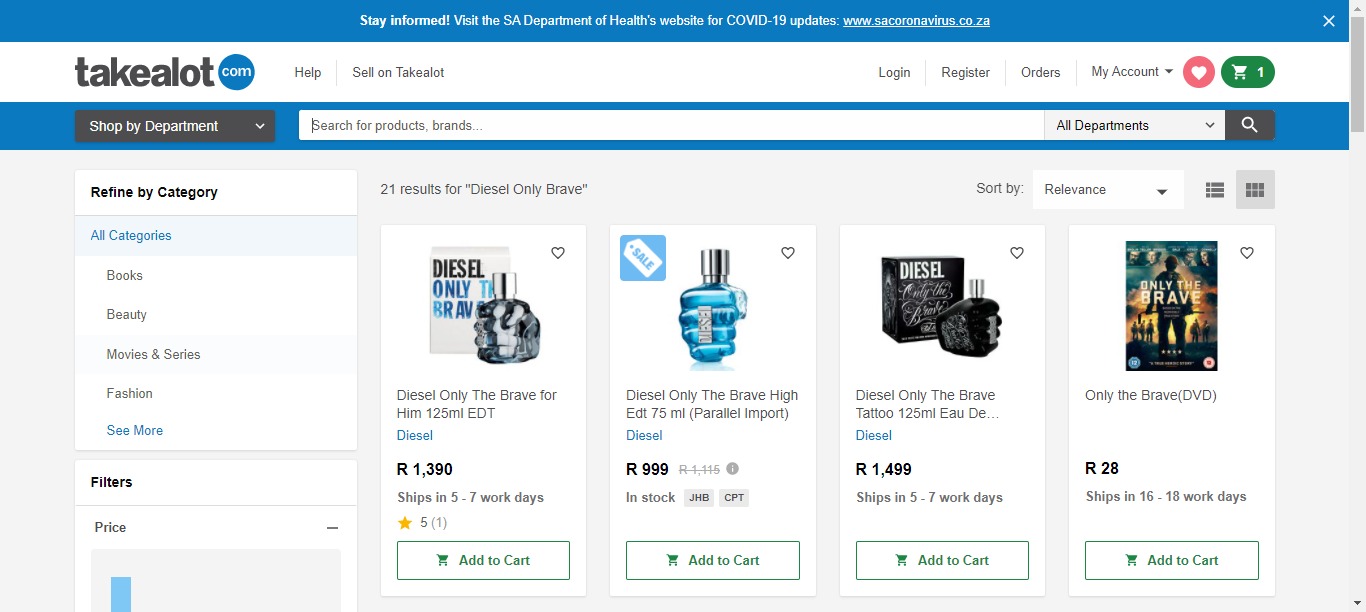 Stay informed! Visit the SA Department of Health's website for COVID-19 updates: www.sacoronavirus.co.za
takealot com
Help
Sell on Takealot
Login
Register
Orders
My Account
1
Shop by Department
Search for products, brands...
All Departments
Refine by Category
All Categories
Books
Beauty
Movies & Series
Fashion
See More
Filters
Price
21 results for "Diesel Only Brave"
Sort by:
Relevance
DIESEL
ONLY THE
BRAVE
Diesel Only The Brave for
Him 125ml EDT
Diesel
R 1,390
Ships in 5 - 7 work days
5 (1)
Add to Cart
SALE
DIESEL
Diesel Only The Brave High
Edt 75 ml (Parallel Import)
Diesel
R 999 R 1,115
In stock JHB CPT
Add to Cart
DIESEL
Only the
Brave
Diesel Only The Brave
Tattoo 125ml Eau De...
Diesel
R 1,499
Ships in 5 - 7 work days
Add to Cart
ONLY THE
BRAVE
Only the Brave(DVD)
R 28
Ships in 16 - 18 work days
Add to Cart